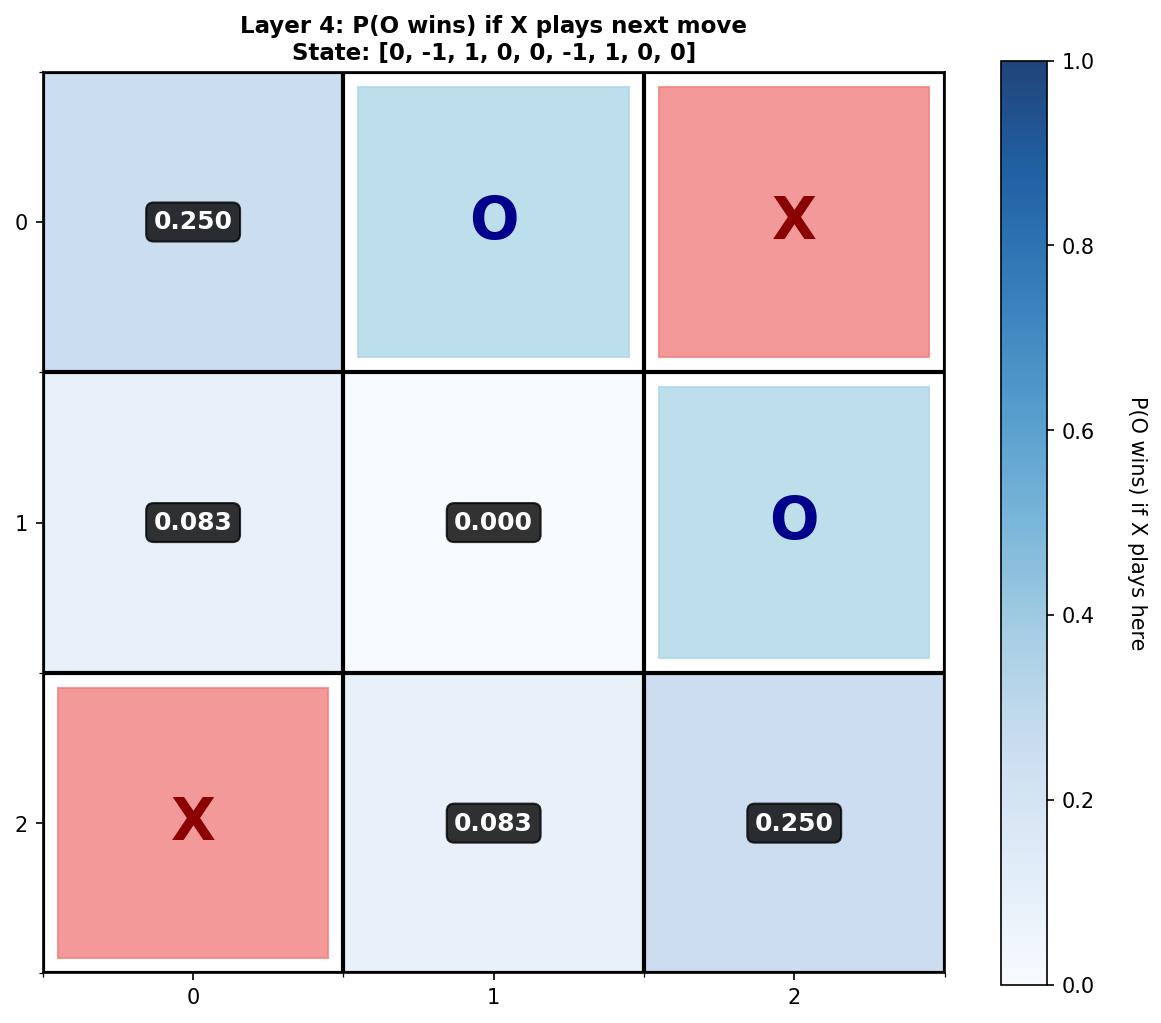 Layer 4: P(O wins) if X plays next move
State: [0, -1, 1, 0, 0, -1, 1, 0, 0]
0
0.250
O
X
1
0.083
0.000
O
2
X
0.083
0.250
0
1
2
1.0
0.8
0.6
0.4
0.2
0.0
P(O wins) if X plays here